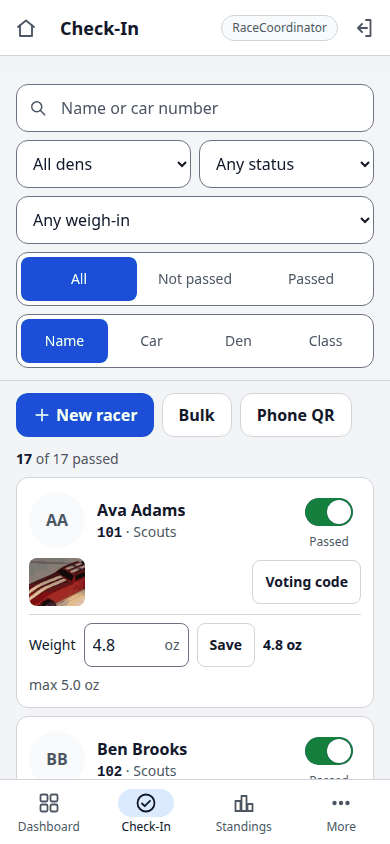 Check-In
RaceCoordinator
Name or car number
All dens
Any status
Any weigh-in
All Not passed Passed
Name Car Den Class
+ New racer
Bulk
Phone QR
17 of 17 passed
AA
Ava Adams
101 · Scouts
Passed
Voting code
Weight 4.8 oz Save 4.8 oz
max 5.0 oz
BB
Ben Brooks
102 · Scouts
Passed
Dashboard Check-In Standings More